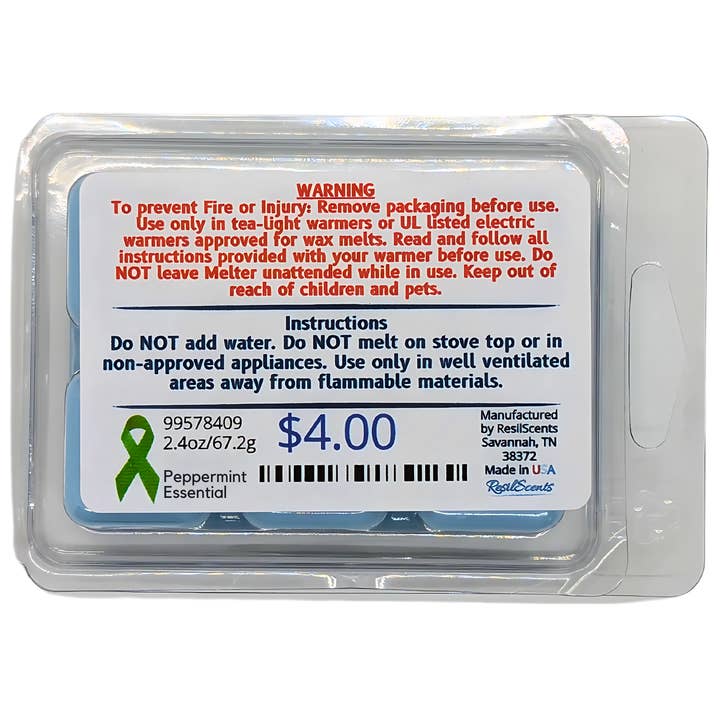 WARNING
To prevent Fire or Injury: Remove packaging before use.
Use only in tea-light warmers or UL listed electric
warmers approved for wax melts. Read and follow all
instructions provided with your warmer before use. Do
NOT leave Melter unattended while in use. Keep out of
reach of children and pets.
Instructions
Do NOT add water. Do NOT melt on stove top or in
non-approved appliances. Use only in well ventilated
areas away from flammable materials.
99578409
2.4oz/67.2g
$4.00
Peppermint
Essential
Manufactured
by ResilScents
Savannah, TN
38372
Made in USA
ResilScents